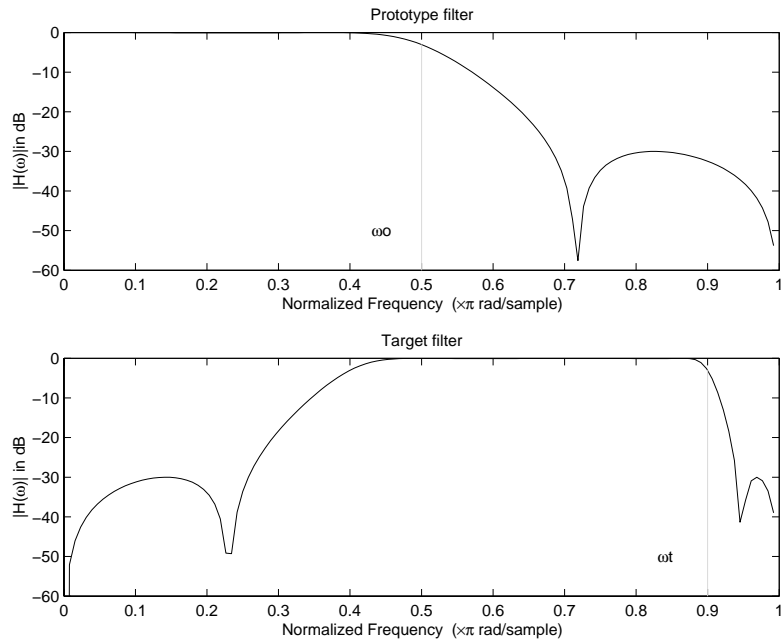 Prototype filter
0
−10
−20
−30
−40
−50
−60
|H(ω)|in dB
ωo
0 0.1 0.2 0.3 0.4 0.5 0.6 0.7 0.8 0.9 1
Normalized Frequency (×π rad/sample)
Target filter
0
−10
−20
−30
−40
−50
−60
|H(ω)| in dB
ωt
0 0.1 0.2 0.3 0.4 0.5 0.6 0.7 0.8 0.9 1
Normalized Frequency (×π rad/sample)